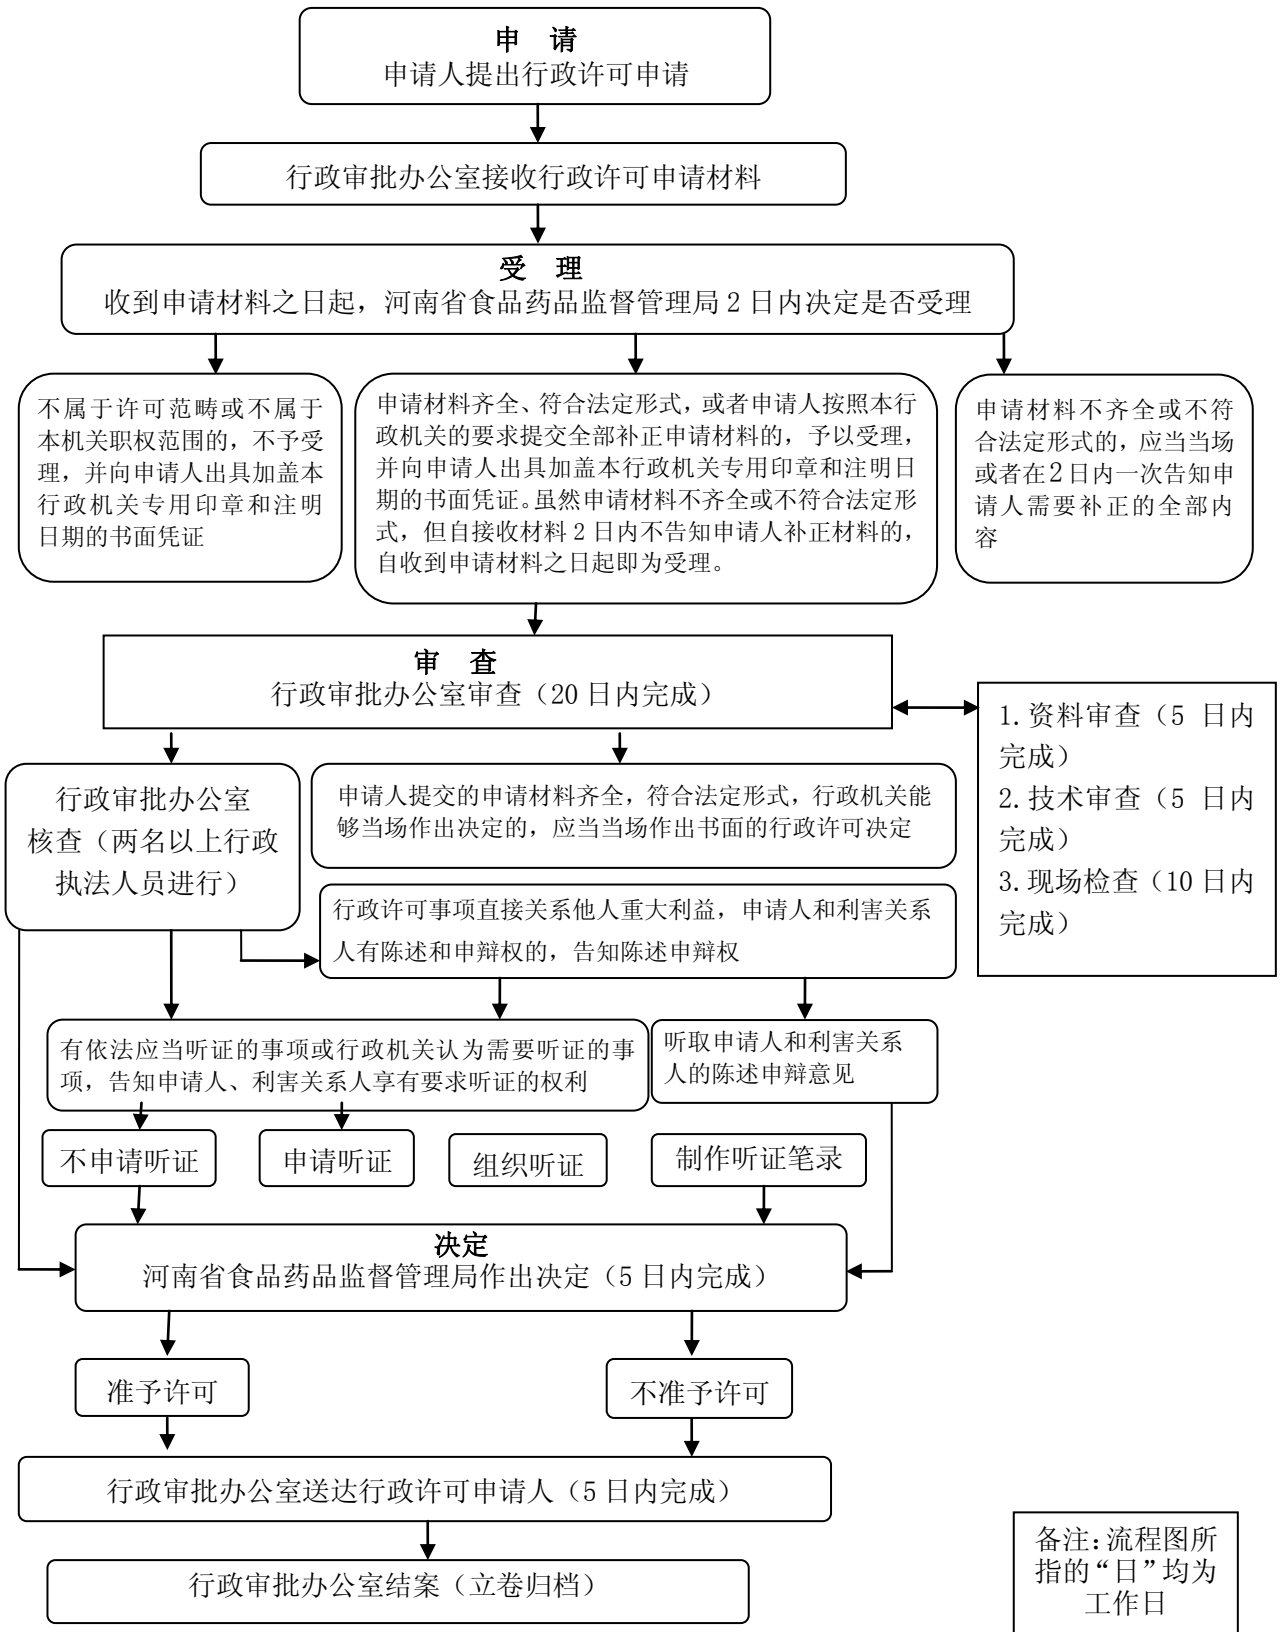 申 请
申请人提出行政许可申请
行政审批办公室接收行政许可申请材料
受 理
收到申请材料之日起，河南省食品药品监督管理局 2 日内决定是否受理
不属于许可范畴或不属于
本机关职权范围的，不予受
理，并向申请人出具加盖本
行政机关专用印章和注明
日期的书面凭证
申请材料齐全、符合法定形式，或者申请人按照本行
政机关的要求提交全部补正申请材料的，予以受理，
并向申请人出具加盖本行政机关专用印章和注明日
期的书面凭证。虽然申请材料不齐全或不符合法定形
式，但自接收材料 2 日内不告知申请人补正材料的，
自收到申请材料之日起即为受理。
申请材料不齐全或不符
合法定形式的，应当当场
或者在2日内一次告知申
请人需要补正的全部内
容
审 查
行政审批办公室审查（20 日内完成）
1.资料审查（5 日内
完成）
2.技术审查（5 日内
完成）
3.现场检查（10 日内
完成）
行政审批办公室
核查（两名以上行政
执法人员进行）
申请人提交的申请材料齐全，符合法定形式，行政机关能
够当场作出决定的，应当当场作出书面的行政许可决定
行政许可事项直接关系他人重大利益，申请人和利害关系
人有陈述和申辩权的，告知陈述申辩权
有依法应当听证的事项或行政机关认为需要听证的事
项，告知申请人、利害关系人享有要求听证的权利
听取申请人和利害关系
人的陈述申辩意见
不申请听证
申请听证
组织听证
制作听证笔录
决定
河南省食品药品监督管理局作出决定（5 日内完成）
准予许可
不准予许可
行政审批办公室送达行政许可申请人（5 日内完成）
行政审批办公室结案（立卷归档）
备注：流程图所
指的“日”均为
工作日